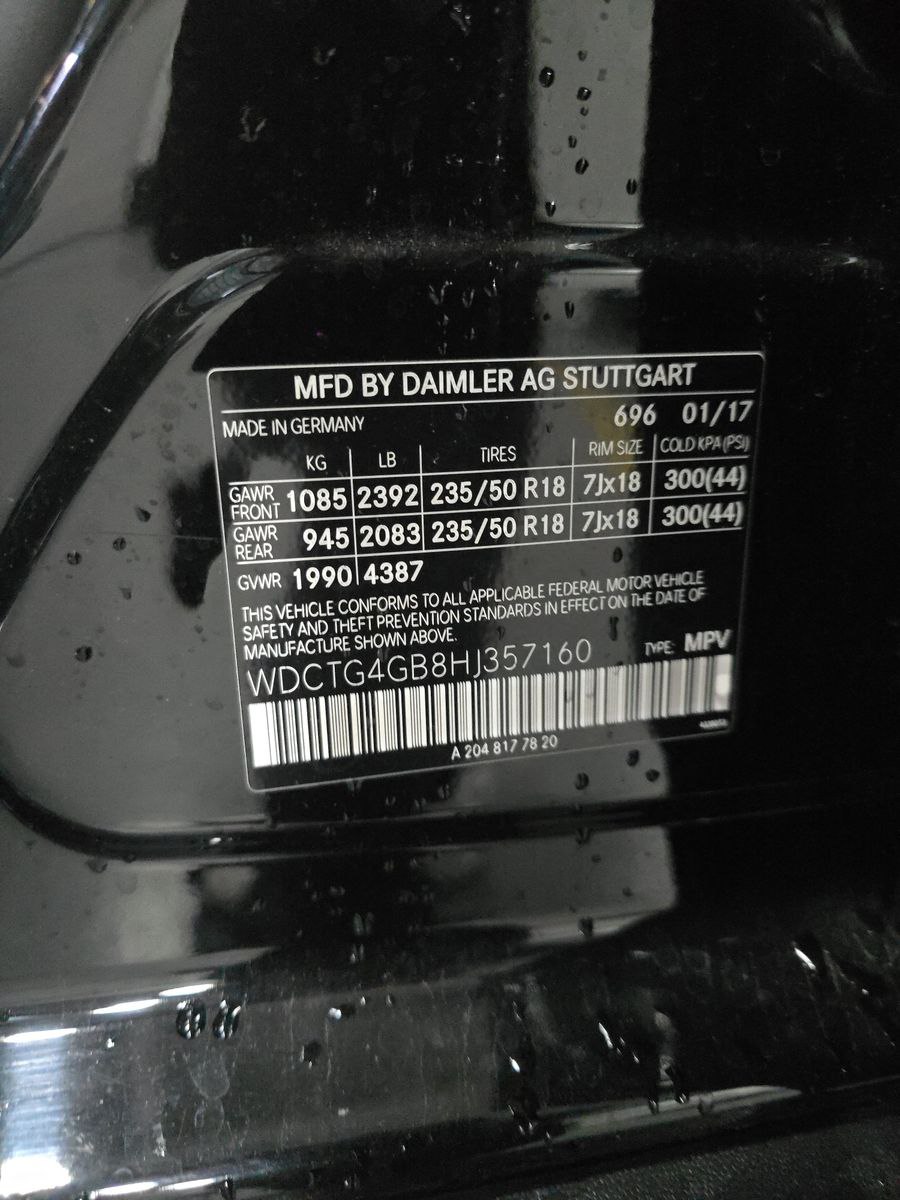 MFD BY DAIMLER AG STUTTGART
MADE IN GERMANY 696 01/17
KG LB TIRES RIM SIZE COLD KPA(PSI)
GAWR FRONT 1085 2392 235/50 R18 7Jx18 300(44)
GAWR REAR 945 2083 235/50 R18 7Jx18 300(44)
GVWR 1990 4387
THIS VEHICLE CONFORMS TO ALL APPLICABLE FEDERAL MOTOR VEHICLE
SAFETY AND THEFT PREVENTION STANDARDS IN EFFECT ON THE DATE OF
MANUFACTURE SHOWN ABOVE.
WDCTG4GB8HJ357160 TYPE: MPV
A 204 817 78 20